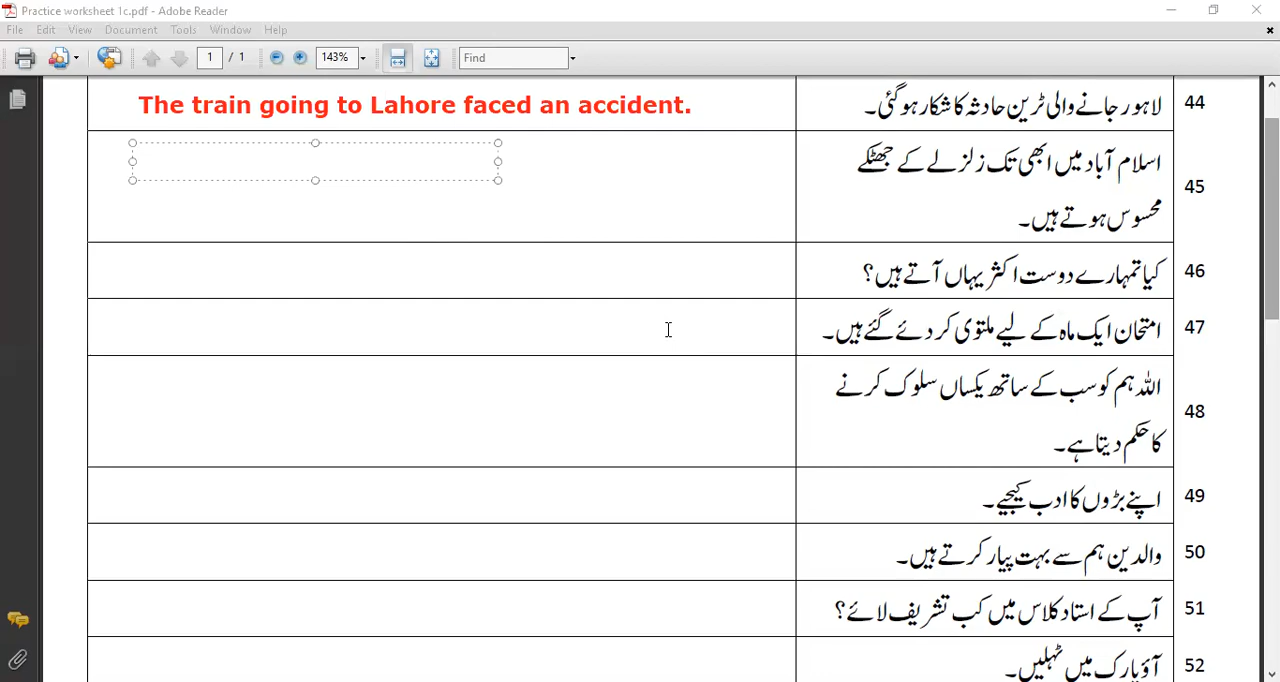 Practice worksheet 1c.pdf - Adobe Reader
File Edit View Document Tools Window Help
1 / 1 143% Find
The train going to Lahore faced an accident. لاہور جانے والی ٹرین حادثہ کا شکار ہوگئی۔ 44
اسلام آباد میں ابھی تک زلزلے کے جھٹکے
محسوس ہوتے ہیں۔ 45
کیا تمہارے دوست اکثر یہاں آتے ہیں؟ 46
امتحان ایک ماہ کے لیے ملتوی کر دئے گئے ہیں۔ 47
اللہ ہم کو سب کے ساتھ یکساں سلوک کرنے
کا حکم دیتا ہے۔ 48
اپنے بڑوں کا ادب کیجیے۔ 49
والدین ہم سے بہت پیار کرتے ہیں۔ 50
آپ کے استاد کلاس میں کب تشریف لائے؟ 51
آؤ پارک میں ٹہلیں۔ 52